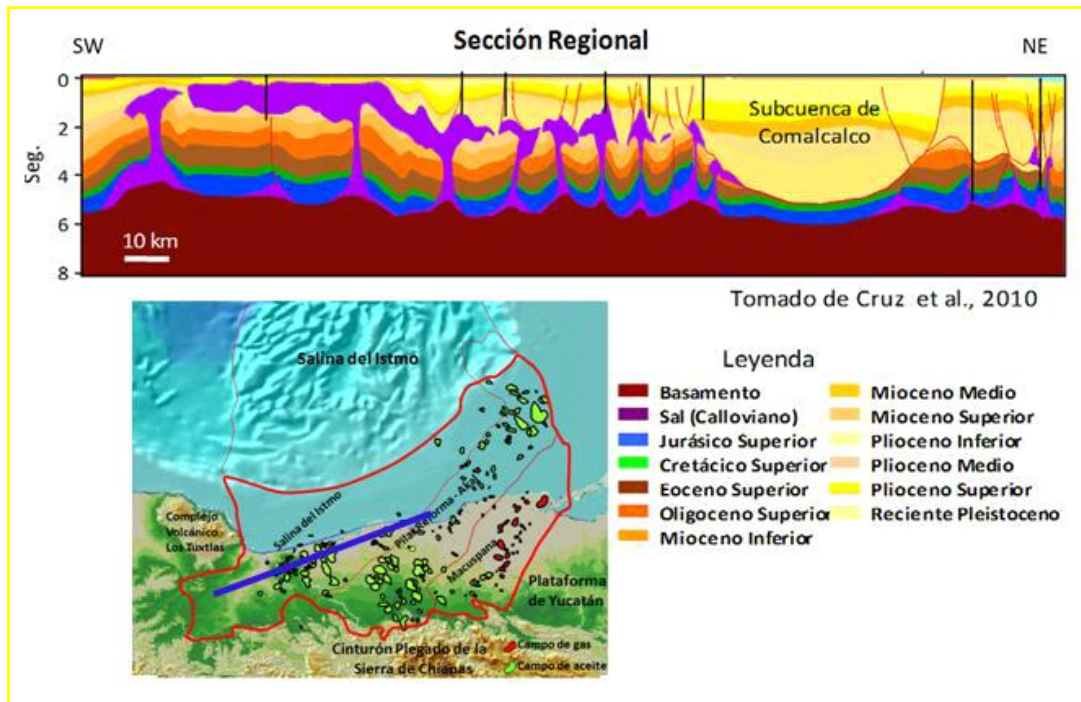 Sección Regional
SW
NE
Seg.
0
2
4
6
8
Subcuenca de
Comalcalco
10 km
Tomado de Cruz et al., 2010
Salina del Istmo
Complejo
Volcánico
Los Tuxtlas
Salina del Istmo
Pilar Reforma - Akal
Macuspana
Plataforma
de Yucatán
Cinturón Plegado de la
Sierra de Chiapas
Campo de gas
Campo de aceite
Leyenda
Basamento
Sal (Calloviano)
Jurásico Superior
Cretácico Superior
Eoceno Superior
Oligoceno Superior
Mioceno Inferior
Mioceno Medio
Mioceno Superior
Plioceno Inferior
Plioceno Medio
Plioceno Superior
Reciente Pleistoceno